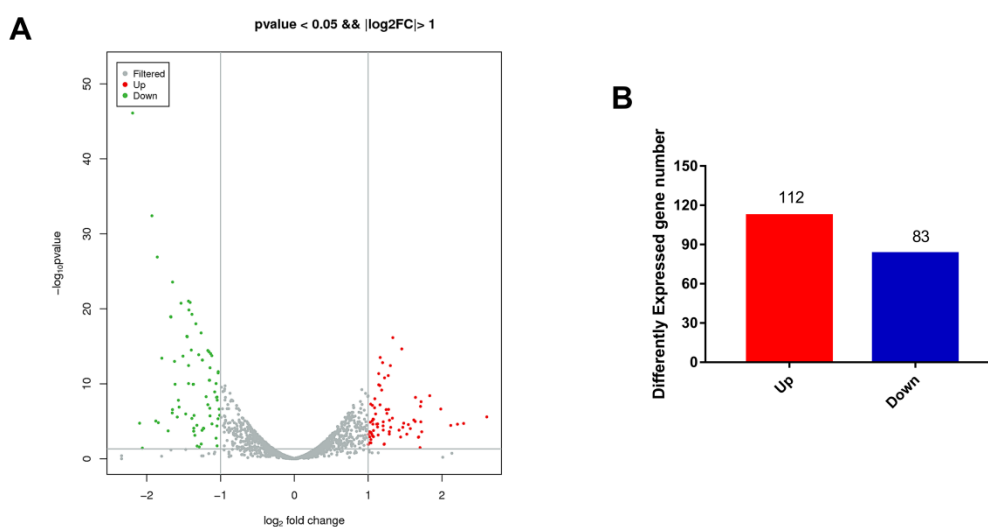 A
pvalue < 0.05 && |log2FC|> 1
Filtered
Up
Down
50
40
30
20
10
0
−log₁₀pvalue
−2
−1
0
1
2
log₂ fold change
B
Differently Expressed gene number
150
120
90
60
30
0
112
83
Up
Down